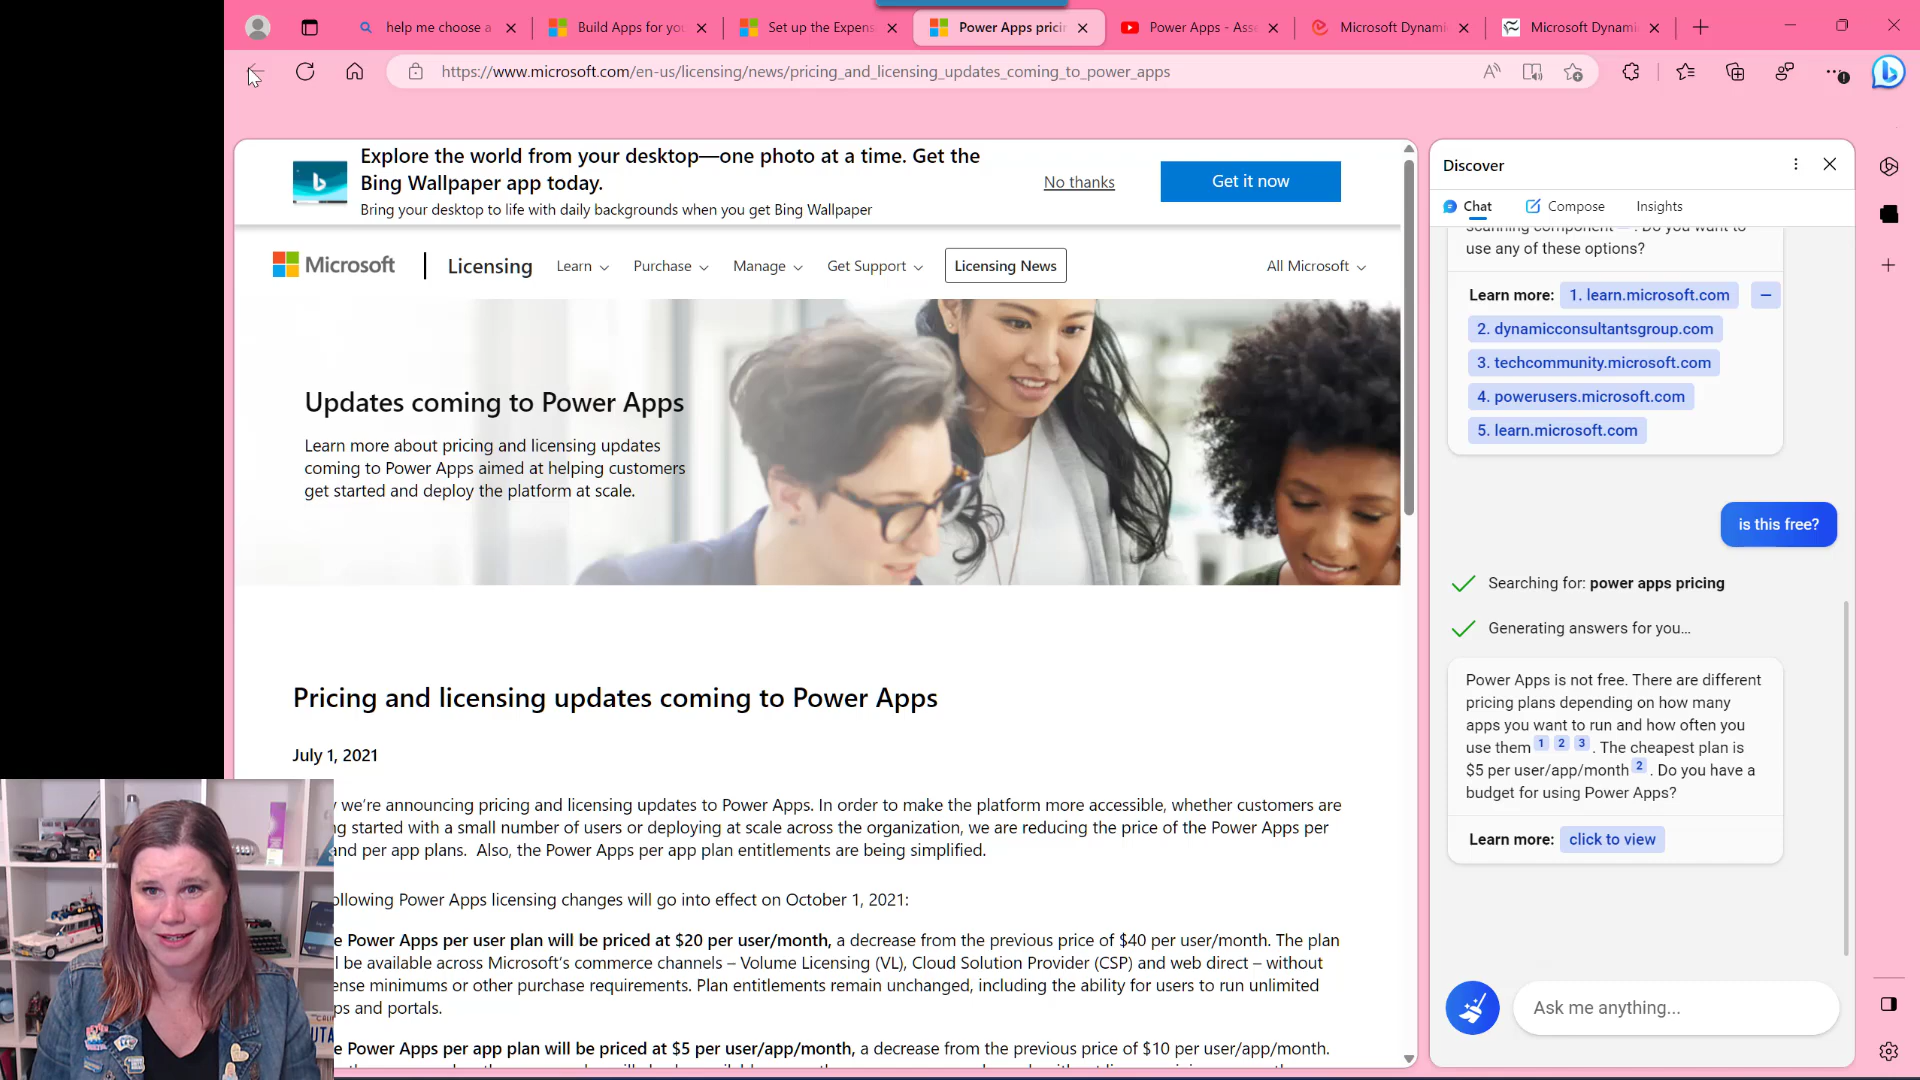 help me choose a
Build Apps for yo
Set up the Expens
Power Apps prici
Power Apps - Ass
Microsoft Dynami
Microsoft Dynami
https://www.microsoft.com/en-us/licensing/news/pricing_and_licensing_updates_coming_to_power_apps
Explore the world from your desktop—one photo at a time. Get the
Bing Wallpaper app today.
Bring your desktop to life with daily backgrounds when you get Bing Wallpaper
No thanks
Get it now
Microsoft
Licensing
Learn
Purchase
Manage
Get Support
Licensing News
All Microsoft
Updates coming to Power Apps
Learn more about pricing and licensing updates
coming to Power Apps aimed at helping customers
get started and deploy the platform at scale.
Pricing and licensing updates coming to Power Apps
July 1, 2021
we're announcing pricing and licensing updates to Power Apps. In order to make the platform more accessible, whether customers are
ng started with a small number of users or deploying at scale across the organization, we are reducing the price of the Power Apps per
and per app plans. Also, the Power Apps per app plan entitlements are being simplified.
ollowing Power Apps licensing changes will go into effect on October 1, 2021:
e Power Apps per user plan will be priced at $20 per user/month, a decrease from the previous price of $40 per user/month. The plan
l be available across Microsoft's commerce channels – Volume Licensing (VL), Cloud Solution Provider (CSP) and web direct – without
ense minimums or other purchase requirements. Plan entitlements remain unchanged, including the ability for users to run unlimited
ps and portals.
e Power Apps per app plan will be priced at $5 per user/app/month, a decrease from the previous price of $10 per user/app/month.
Discover
Chat
Compose
Insights
scanning component . Do you want to
use any of these options?
Learn more: 1. learn.microsoft.com
2. dynamicconsultantsgroup.com
3. techcommunity.microsoft.com
4. powerusers.microsoft.com
5. learn.microsoft.com
is this free?
Searching for: power apps pricing
Generating answers for you...
Power Apps is not free. There are different
pricing plans depending on how many
apps you want to run and how often you
use them 1 2 3 . The cheapest plan is
$5 per user/app/month 2 . Do you have a
budget for using Power Apps?
Learn more: click to view
Ask me anything...